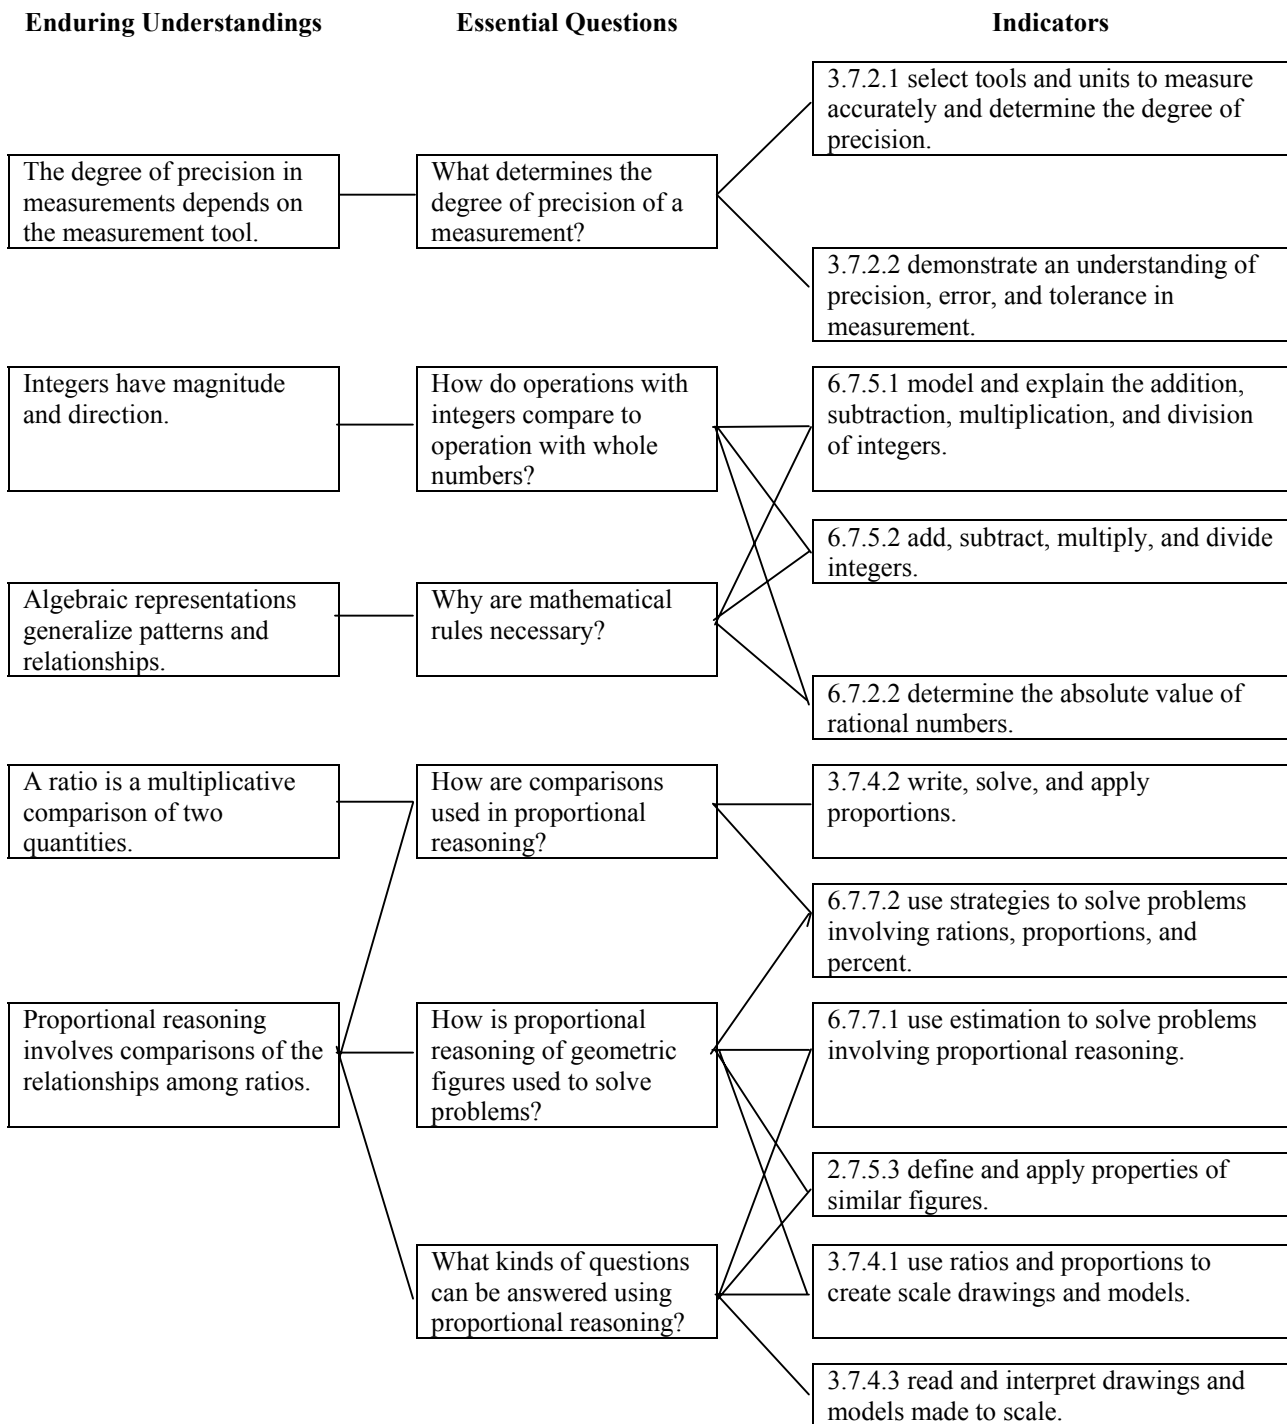 Enduring Understandings
Essential Questions
Indicators
3.7.2.1 select tools and units to measure
accurately and determine the degree of
precision.
The degree of precision in
measurements depends on
the measurement tool.
What determines the
degree of precision of a
measurement?
3.7.2.2 demonstrate an understanding of
precision, error, and tolerance in
measurement.
Integers have magnitude
and direction.
How do operations with
integers compare to
operation with whole
numbers?
6.7.5.1 model and explain the addition,
subtraction, multiplication, and division
of integers.
6.7.5.2 add, subtract, multiply, and divide
integers.
Algebraic representations
generalize patterns and
relationships.
Why are mathematical
rules necessary?
6.7.2.2 determine the absolute value of
rational numbers.
A ratio is a multiplicative
comparison of two
quantities.
How are comparisons
used in proportional
reasoning?
3.7.4.2 write, solve, and apply
proportions.
6.7.7.2 use strategies to solve problems
involving rations, proportions, and
percent.
Proportional reasoning
involves comparisons of the
relationships among ratios.
How is proportional
reasoning of geometric
figures used to solve
problems?
6.7.7.1 use estimation to solve problems
involving proportional reasoning.
2.7.5.3 define and apply properties of
similar figures.
What kinds of questions
can be answered using
proportional reasoning?
3.7.4.1 use ratios and proportions to
create scale drawings and models.
3.7.4.3 read and interpret drawings and
models made to scale.